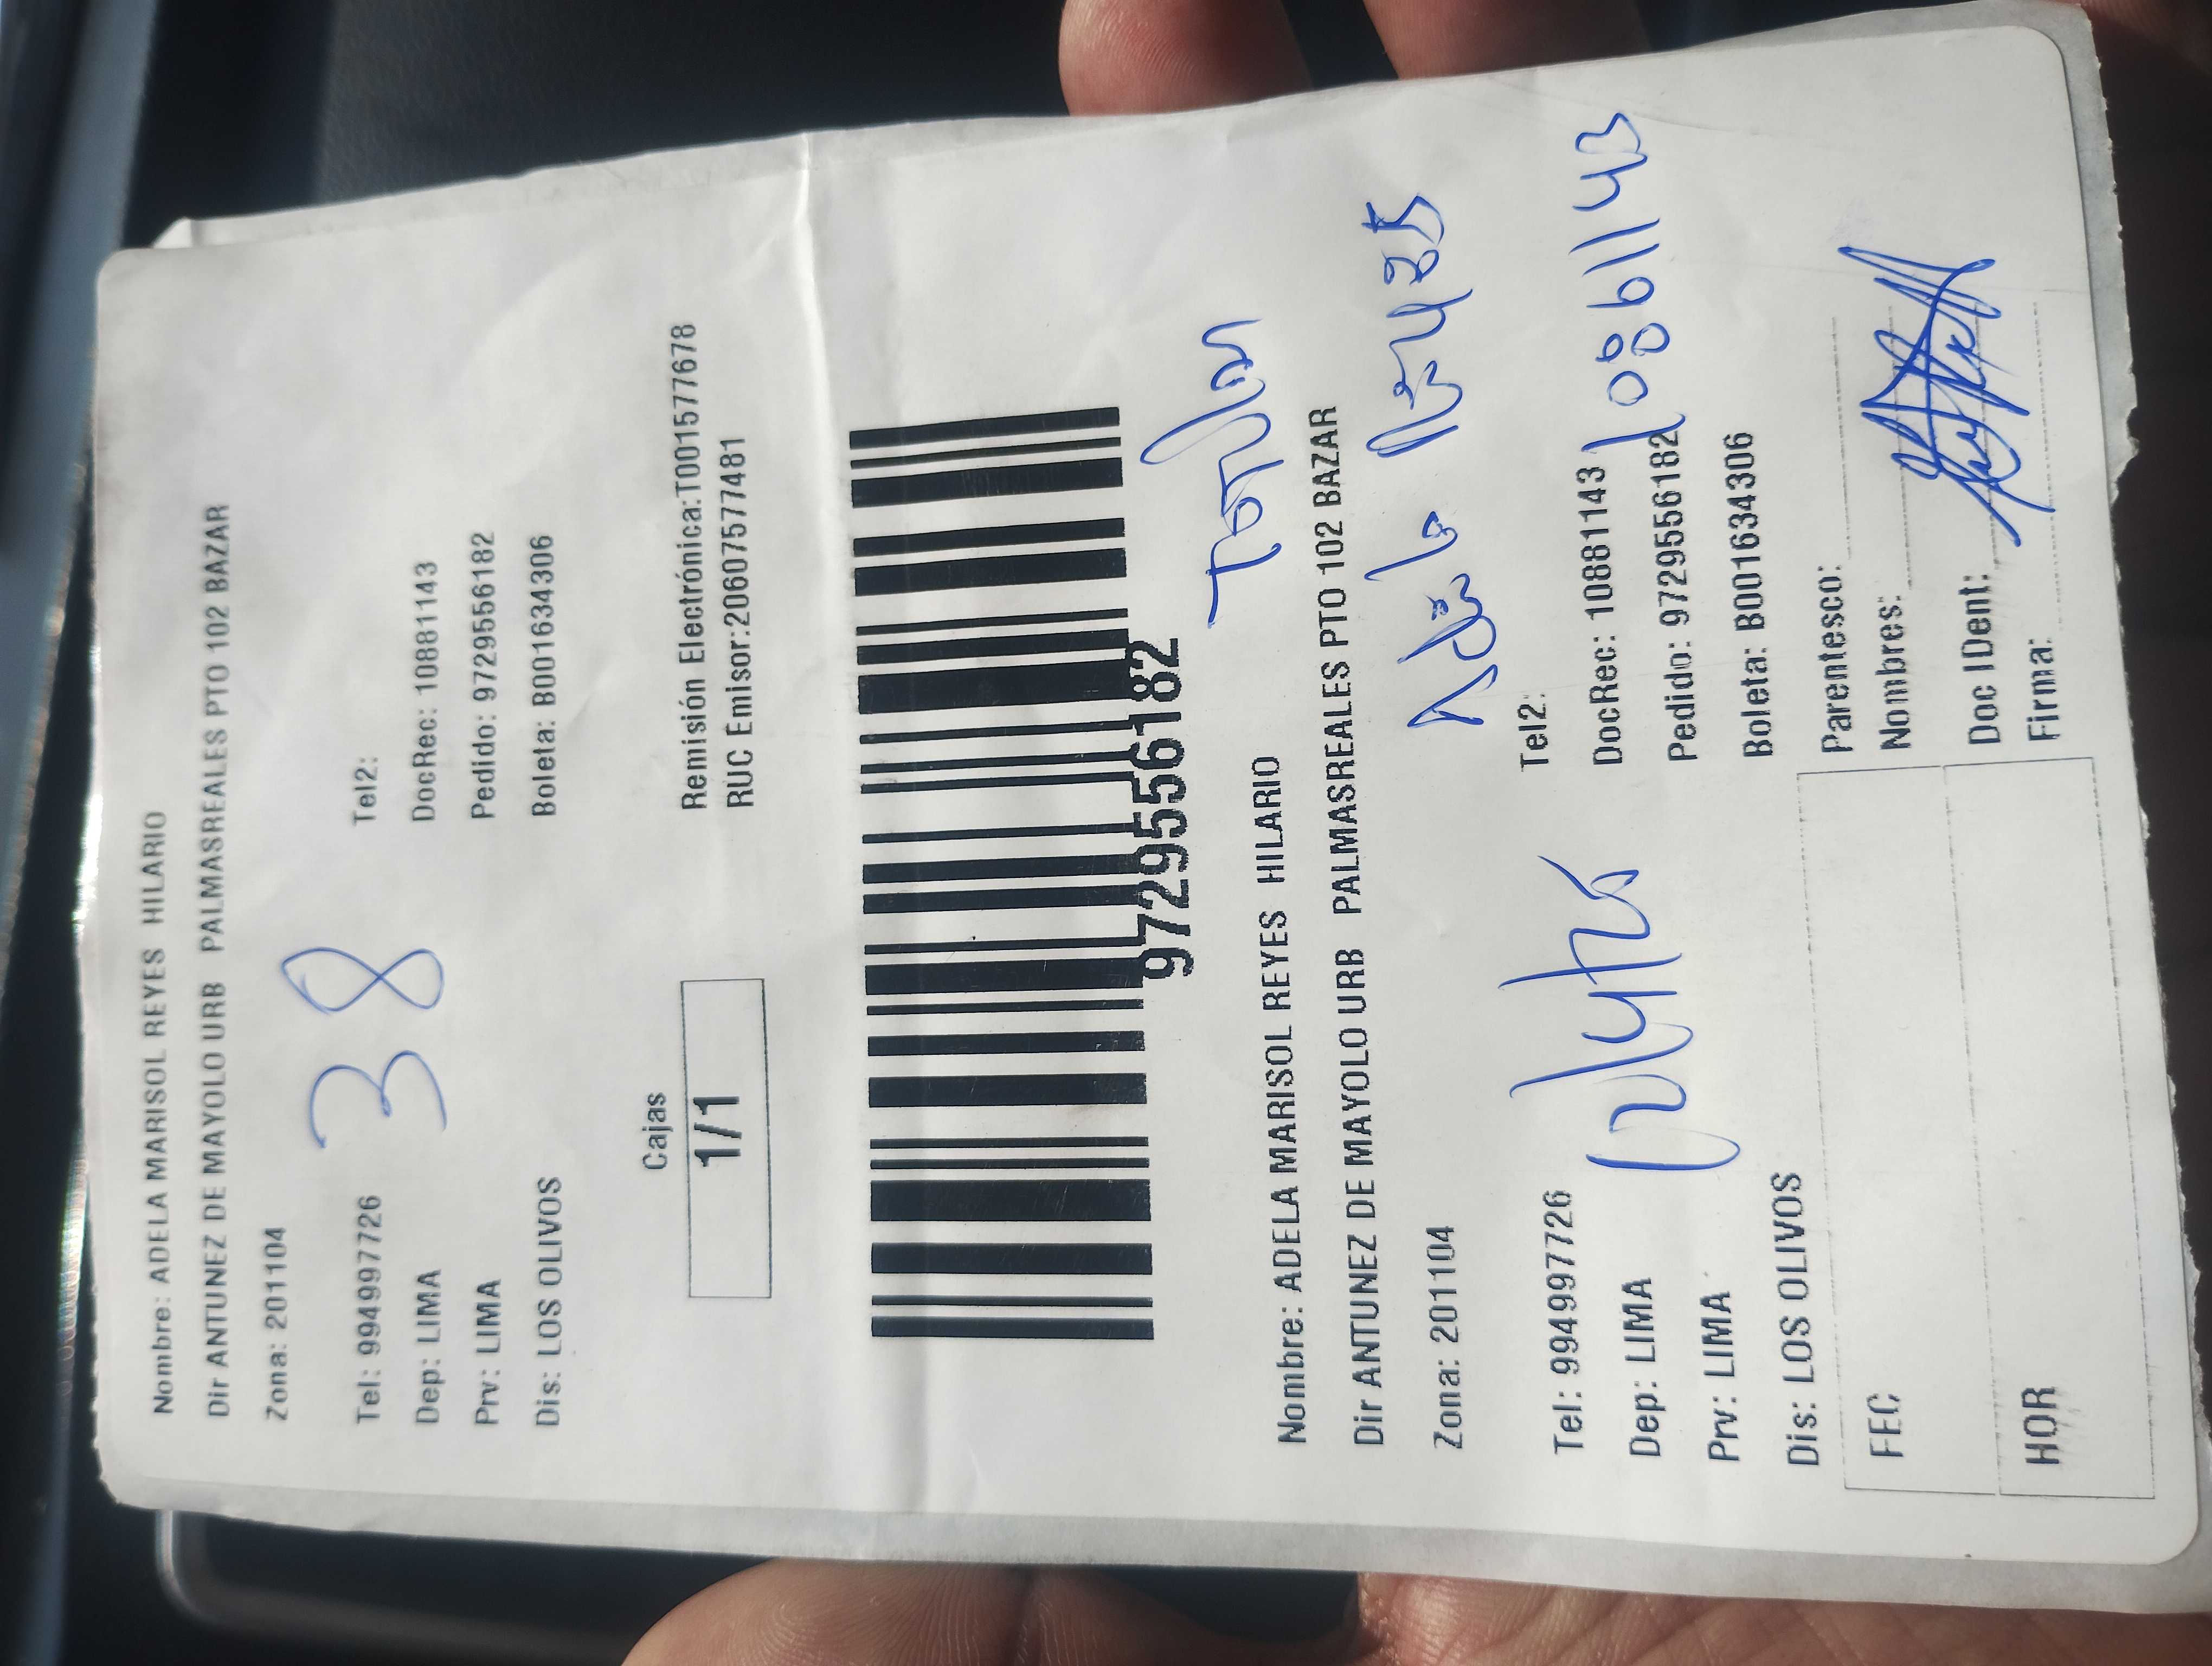 Nombre: ADELA MARISOL REYES HILARIO
Dir ANTUNEZ DE MAYOLO URB PALMASREALES PTO 102 BAZAR
Zona: 201104
38
Tel: 994997726 Tel2:
Dep: LIMA DocRec: 10881143
Prv: LIMA Pedido: 9729556182
Dis: LOS OLIVOS Boleta: B001634306
Cajas
1/1
Remisión Electrónica:T001577678
RUC Emisor:20607577481
9729556182
Nombre: ADELA MARISOL REYES HILARIO
Dir ANTUNEZ DE MAYOLO URB PALMASREALES PTO 102 BAZAR
Zona: 201104
Adela Reyes
Tel: 994997726 Tel2:
Dep: LIMA DocRec: 10881143
10881143
Prv: LIMA Pedido: 9729556182
Dis: LOS OLIVOS Boleta: B001634306
FEC
Parentesco:
Nombres:
HOR
Doc IDent:
Firma: